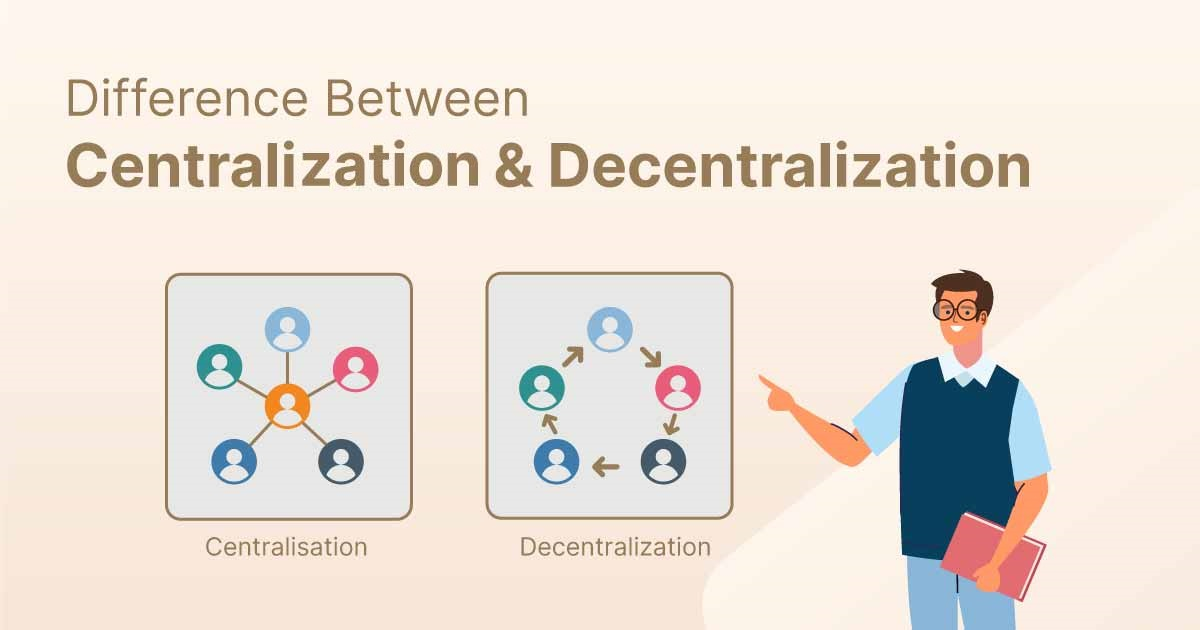 Difference Between
Centralization & Decentralization
Centralisation
Decentralization